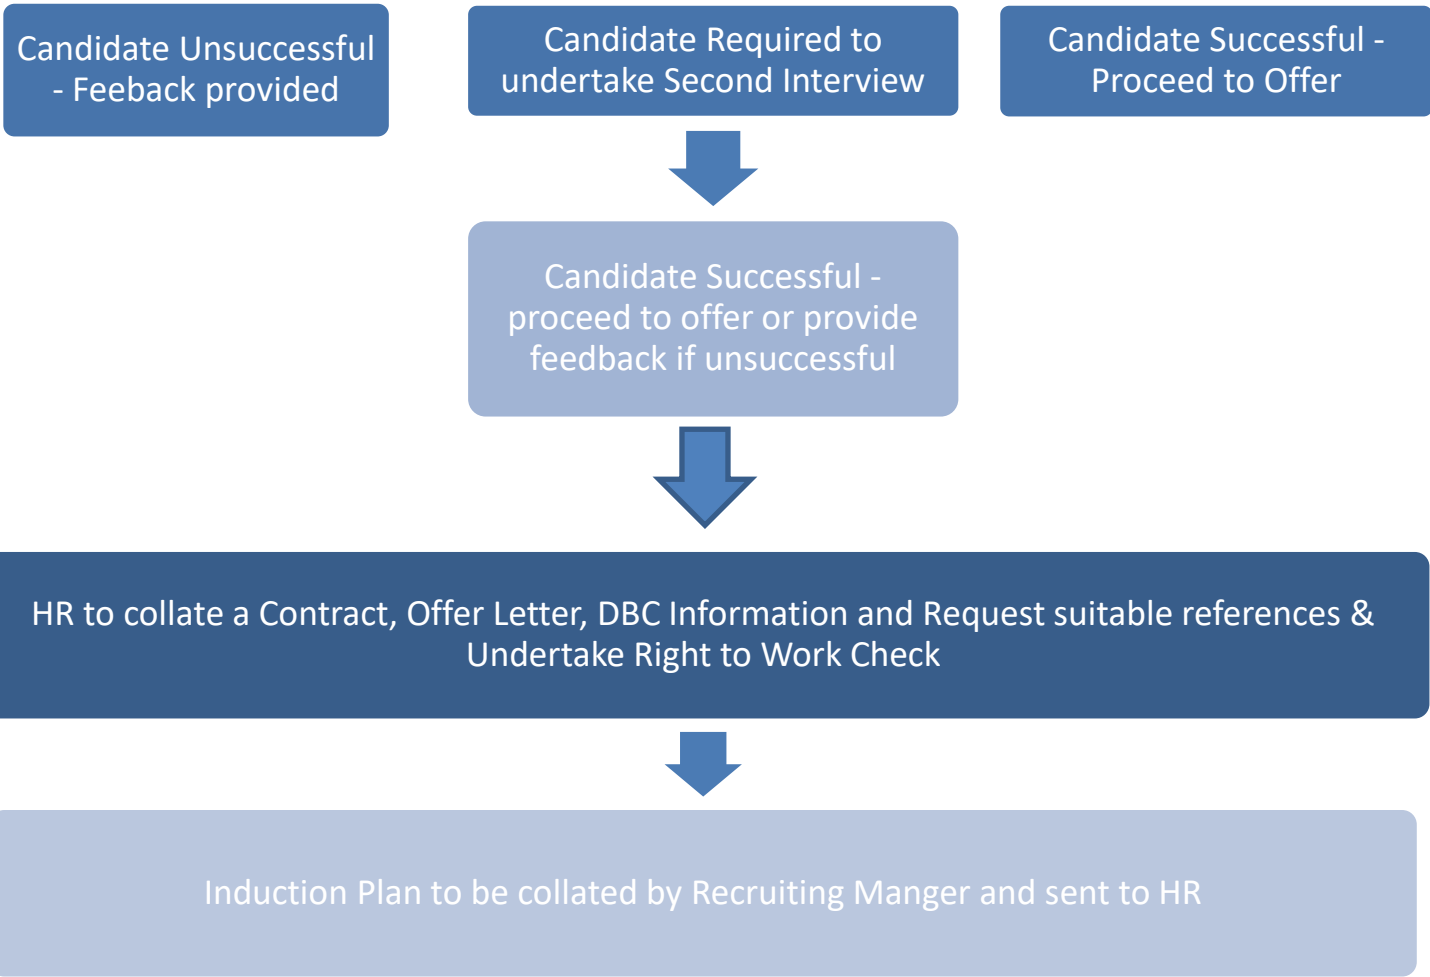 Candidate Unsuccessful
- Feeback provided
Candidate Required to
undertake Second Interview
Candidate Successful -
Proceed to Offer
Candidate Successful -
proceed to offer or provide
feedback if unsuccessful
HR to collate a Contract, Offer Letter, DBC Information and Request suitable references &
Undertake Right to Work Check
Induction Plan to be collated by Recruiting Manger and sent to HR